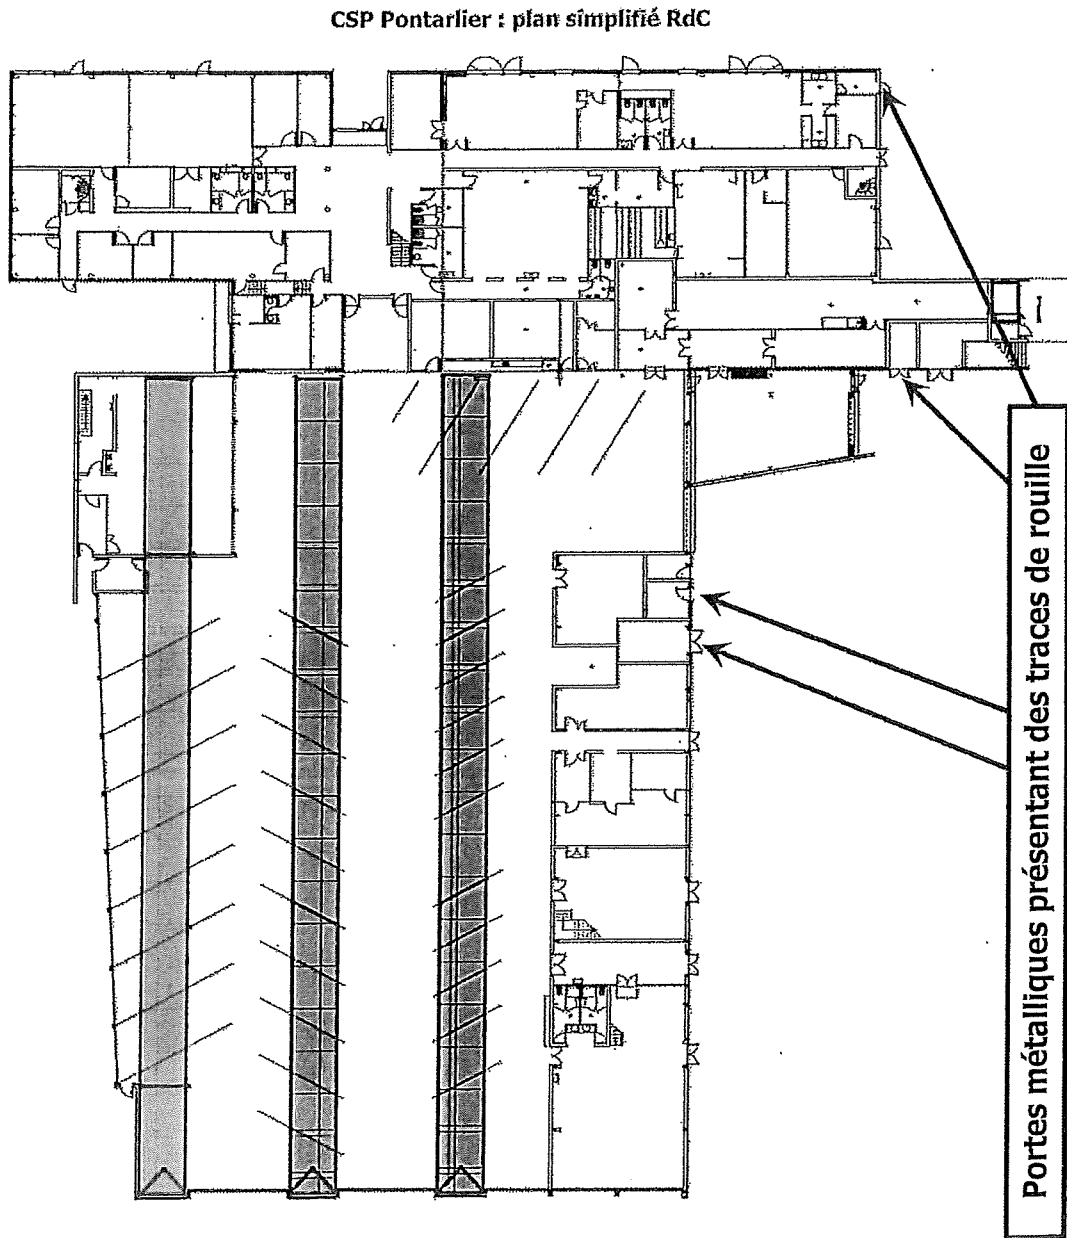 CSP Pontarlier : plan simplifié RdC
Portes métalliques présentant des traces de rouille